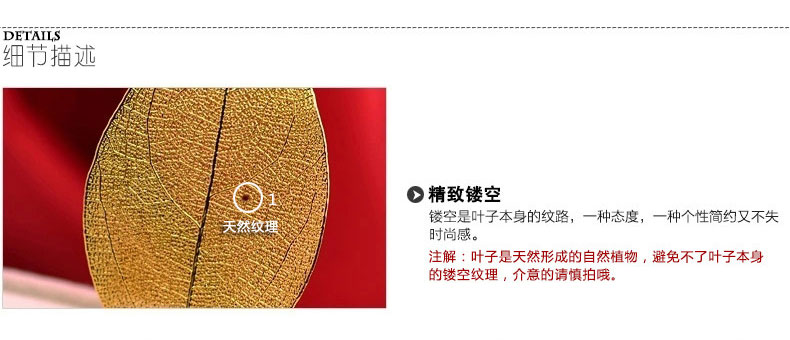 DETAILS
细节描述
1
天然纹理
精致镂空
镂空是叶子本身的纹路，一种态度，一种个性简约又不失
时尚感。
注解：叶子是天然形成的自然植物，避免不了叶子本身
的镂空纹理，介意的请慎拍哦。